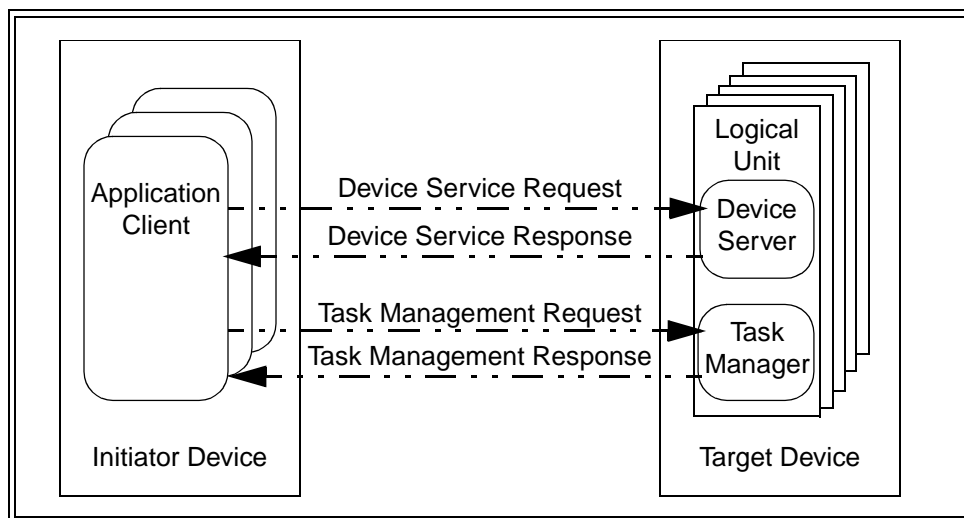 Application
Client
Initiator Device
Device Service Request
Device Service Response
Task Management Request
Task Management Response
Logical
Unit
Device
Server
Task
Manager
Target Device